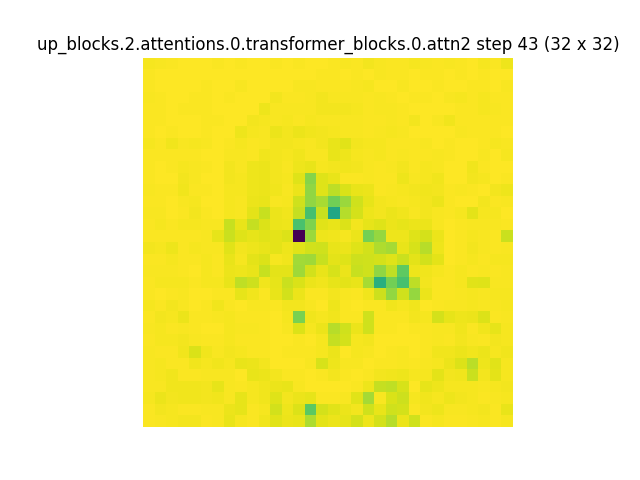 up_blocks.2.attentions.0.transformer_blocks.0.attn2 step 43 (32 x 32)